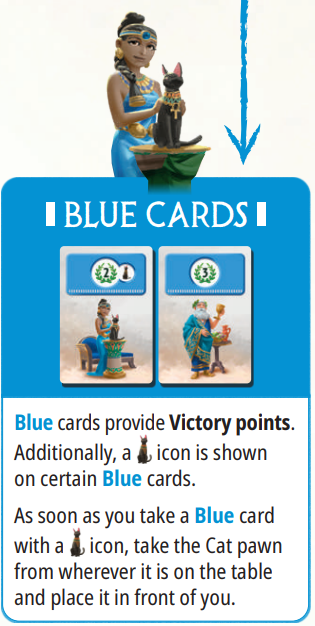 BLUE CARDS
2 3
Blue cards provide Victory points.
Additionally, a icon is shown
on certain Blue cards.
As soon as you take a Blue card
with a icon, take the Cat pawn
from wherever it is on the table
and place it in front of you.